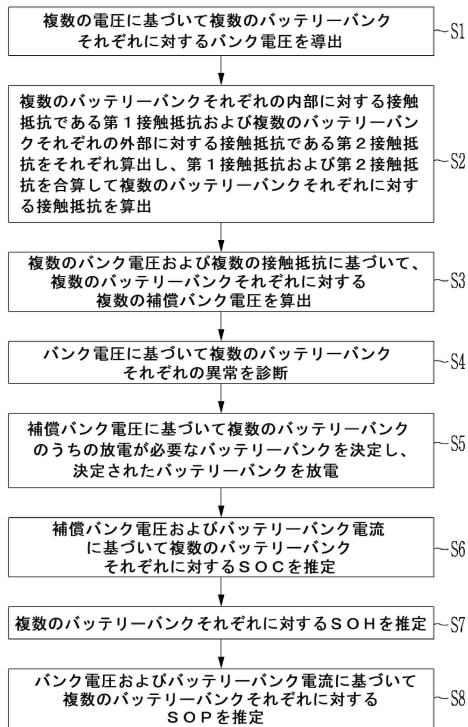 複数の電圧に基づいて複数のバッテリーバンク
それぞれに対するバンク電圧を導出
S1
複数のバッテリーバンクそれぞれの内部に対する接触
抵抗である第1接触抵抗および複数のバッテリーバン
クそれぞれの外部に対する接触抵抗である第2接触抵
抗をそれぞれ算出し、第1接触抵抗および第2接触抵
抗を合算して複数のバッテリーバンクそれぞれに対す
る接触抵抗を算出
S2
複数のバンク電圧および複数の接触抵抗に基づいて、
複数のバッテリーバンクそれぞれに対する
複数の補償バンク電圧を算出
S3
バンク電圧に基づいて複数のバッテリーバンク
それぞれの異常を診断
S4
補償バンク電圧に基づいて複数のバッテリーバンク
のうちの放電が必要なバッテリーバンクを決定し、
決定されたバッテリーバンクを放電
S5
補償バンク電圧およびバッテリーバンク電流
に基づいて複数のバッテリーバンク
それぞれに対するSOCを推定
S6
複数のバッテリーバンクそれぞれに対するSOHを推定
S7
バンク電圧およびバッテリーバンク電流に基づいて
複数のバッテリーバンクそれぞれに対する
SOPを推定
S8